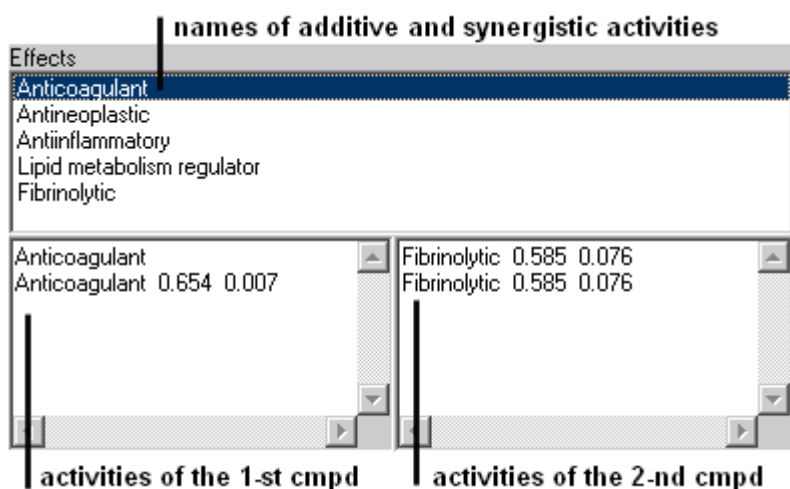 names of additive and synergistic activities
Effects
Anticoagulant
Antineoplastic
Antiinflammatory
Lipid metabolism regulator
Fibrinolytic
Anticoagulant
Anticoagulant 0.654 0.007
Fibrinolytic 0.585 0.076
Fibrinolytic 0.585 0.076
activities of the 1-st cmpd
activities of the 2-nd cmpd